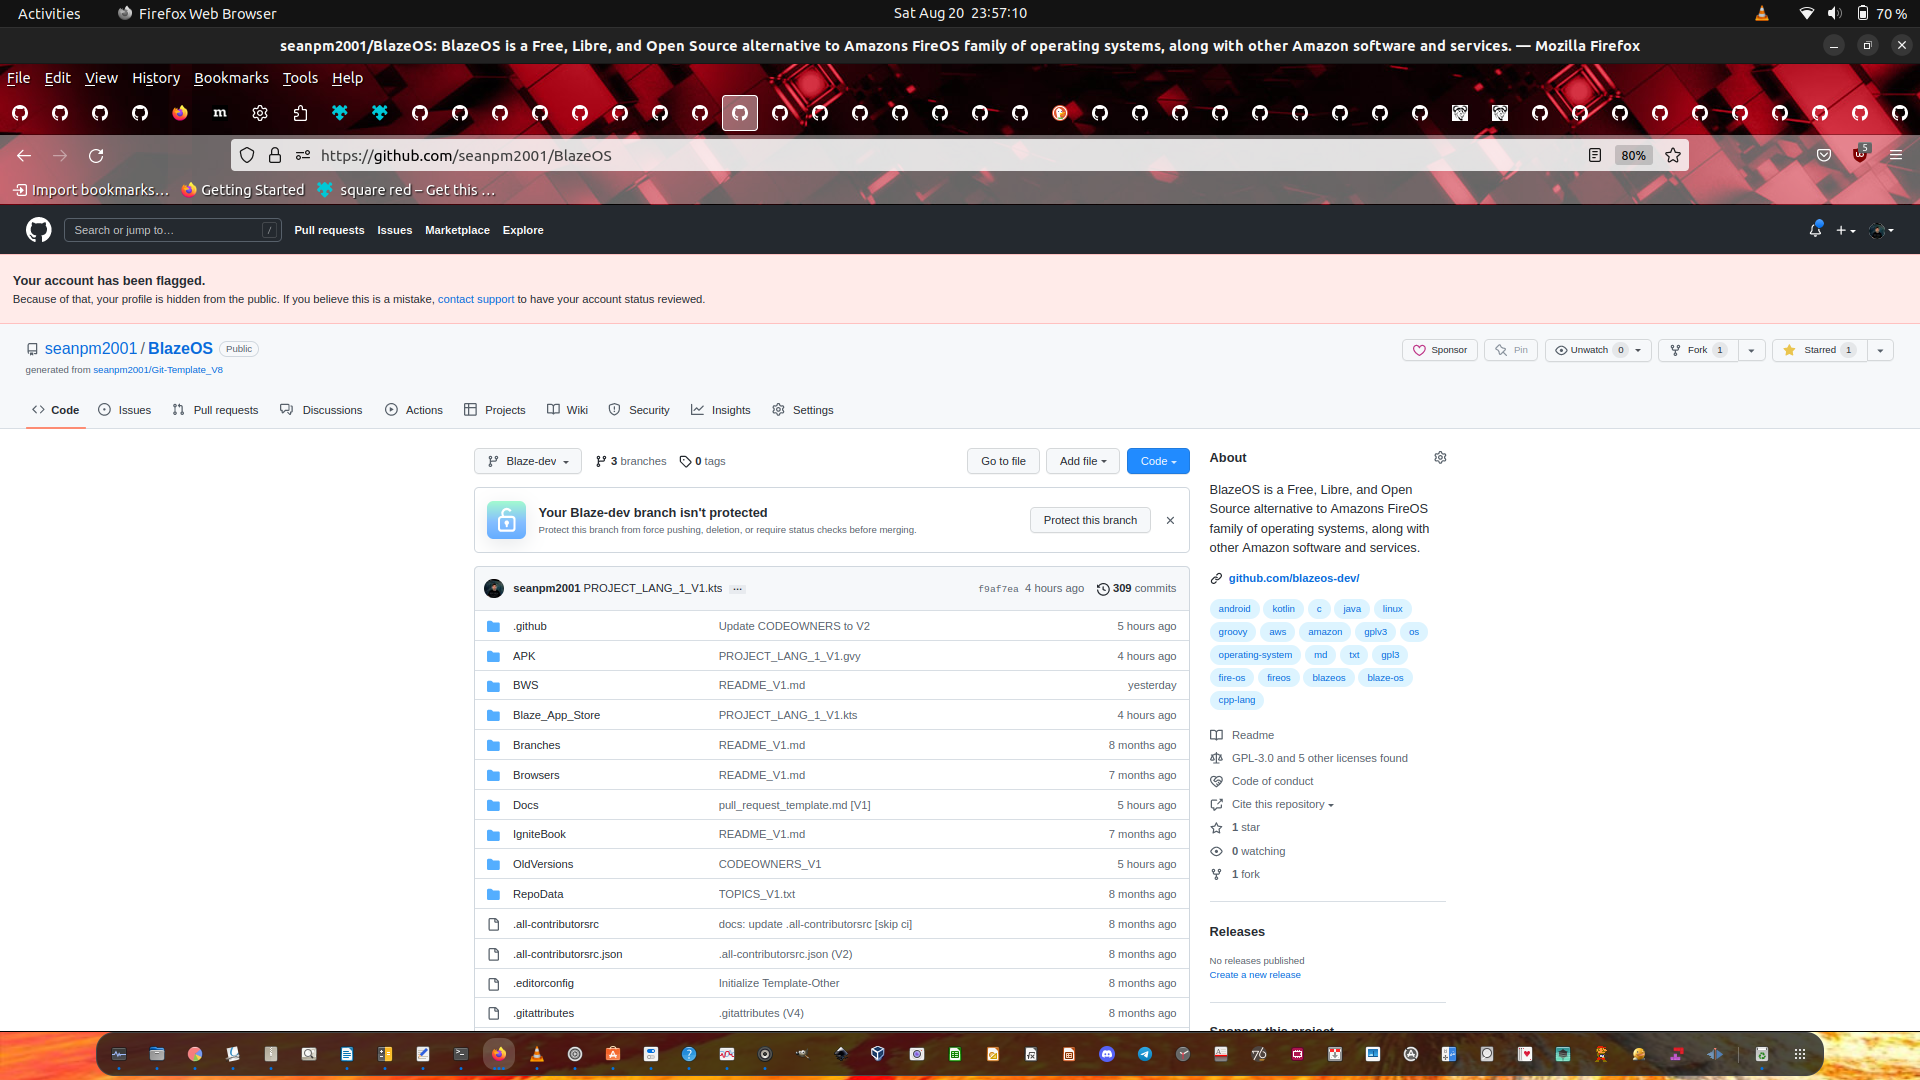 Activities Firefox Web Browser Sat Aug 20 23:57:10 70 %
seanpm2001/BlazeOS: BlazeOS is a Free, Libre, and Open Source alternative to Amazons FireOS family of operating systems, along with other Amazon software and services. — Mozilla Firefox
File Edit View History Bookmarks Tools Help
https://github.com/seanpm2001/BlazeOS 80% 5
Import bookmarks… Getting Started square red – Get this …
Search or jump to… / Pull requests Issues Marketplace Explore
Your account has been flagged.
Because of that, your profile is hidden from the public. If you believe this is a mistake, contact support to have your account status reviewed.
seanpm2001 / BlazeOS Public Sponsor Pin Unwatch 0 Fork 1 Starred 1
generated from seanpm2001/Git-Template_V8
Code Issues Pull requests Discussions Actions Projects Wiki Security Insights Settings
Blaze-dev 3 branches 0 tags Go to file Add file Code
Your Blaze-dev branch isn't protected
Protect this branch from force pushing, deletion, or require status checks before merging.
Protect this branch
seanpm2001 PROJECT_LANG_1_V1.kts … f9af7ea 4 hours ago 309 commits
.github Update CODEOWNERS to V2 5 hours ago
APK PROJECT_LANG_1_V1.gvy 4 hours ago
BWS README_V1.md yesterday
Blaze_App_Store PROJECT_LANG_1_V1.kts 4 hours ago
Branches README_V1.md 8 months ago
Browsers README_V1.md 7 months ago
Docs pull_request_template.md [V1] 5 hours ago
IgniteBook README_V1.md 7 months ago
OldVersions CODEOWNERS_V1 5 hours ago
RepoData TOPICS_V1.txt 8 months ago
.all-contributorsrc docs: update .all-contributorsrc [skip ci] 8 months ago
.all-contributorsrc.json .all-contributorsrc.json (V2) 8 months ago
.editorconfig Initialize Template-Other 8 months ago
.gitattributes .gitattributes (V4) 8 months ago
About
BlazeOS is a Free, Libre, and Open
Source alternative to Amazons FireOS
family of operating systems, along with
other Amazon software and services.
github.com/blazeos-dev/
android kotlin c java linux
groovy aws amazon gplv3 os
operating-system md txt gpl3
fire-os fireos blazeos blaze-os
cpp-lang
Readme
GPL-3.0 and 5 other licenses found
Code of conduct
Cite this repository
1 star
0 watching
1 fork
Releases
No releases published
Create a new release
Sponsor this project